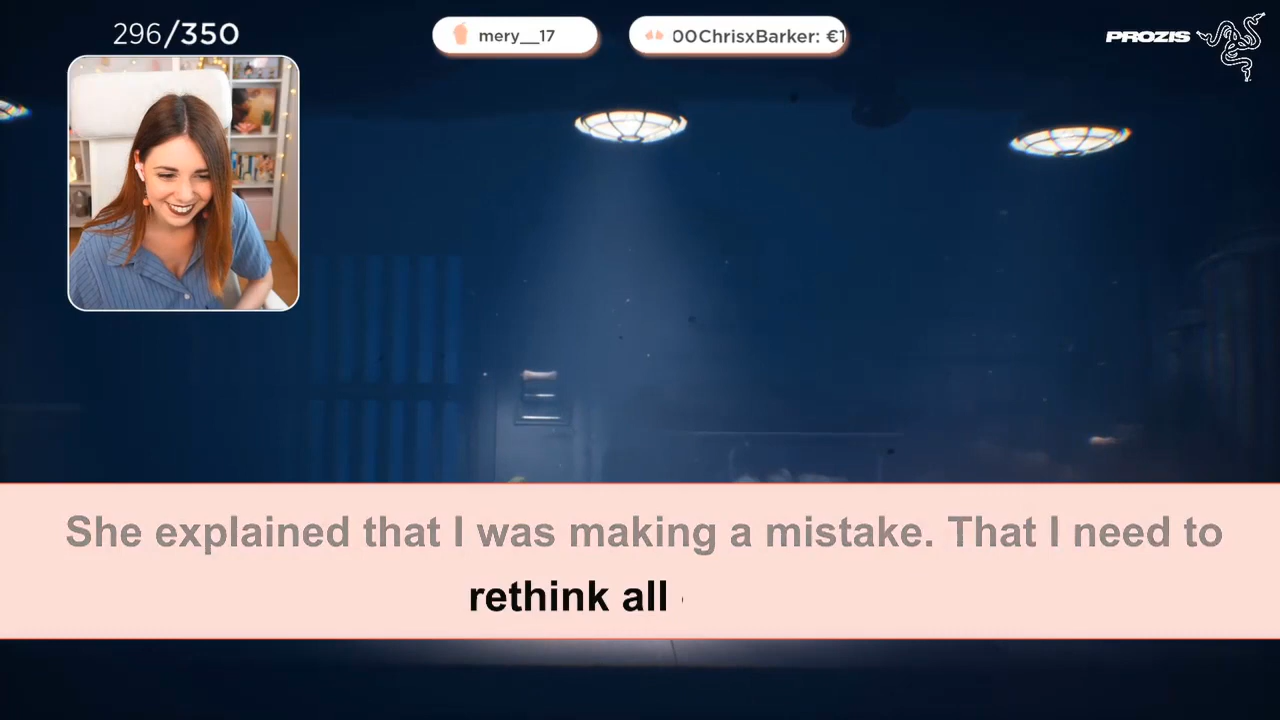 296/350
mery__17
00ChrisxBarker: €1
PROZIS
She explained that I was making a mistake. That I need to
rethink all